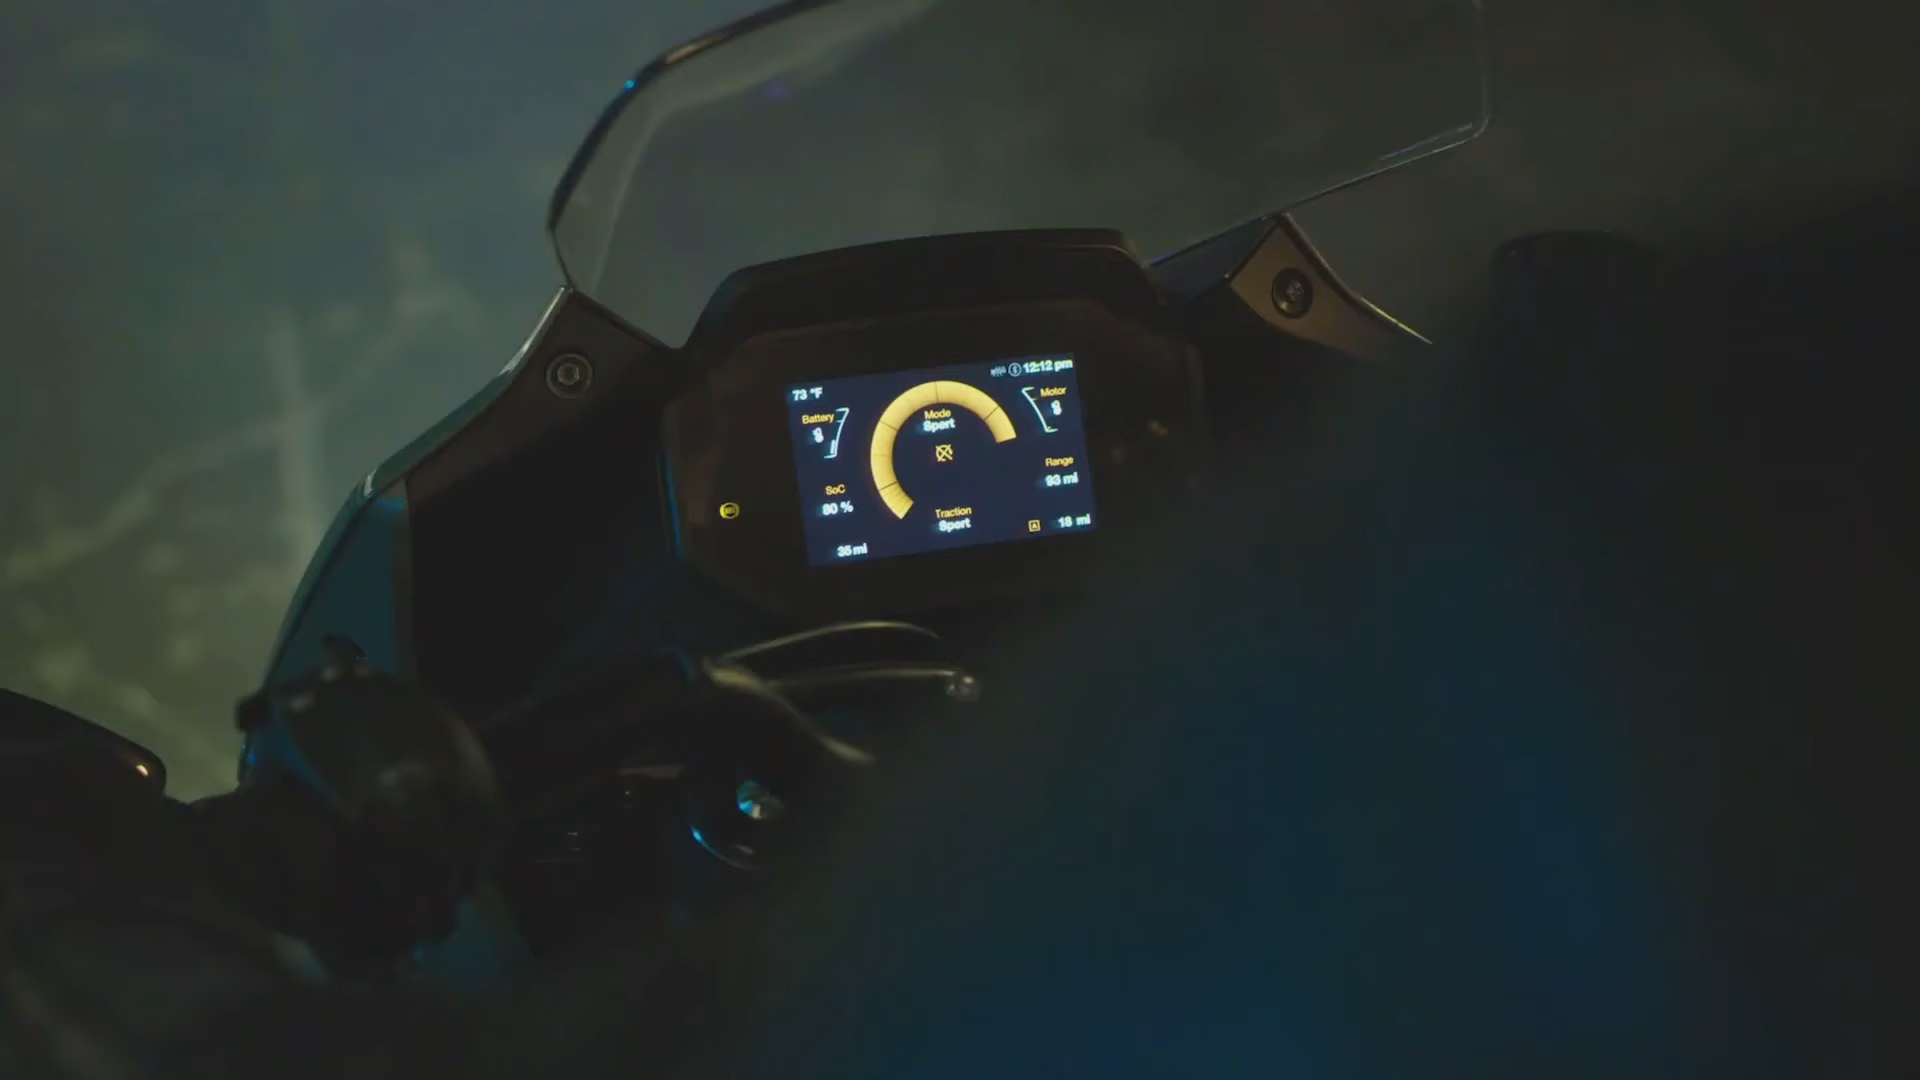 12:12 pm
73 °F
Battery
Mode
Sport
Motor
SoC
80 %
Range
93 mi
Traction
Sport
A
18 mi
35 mi